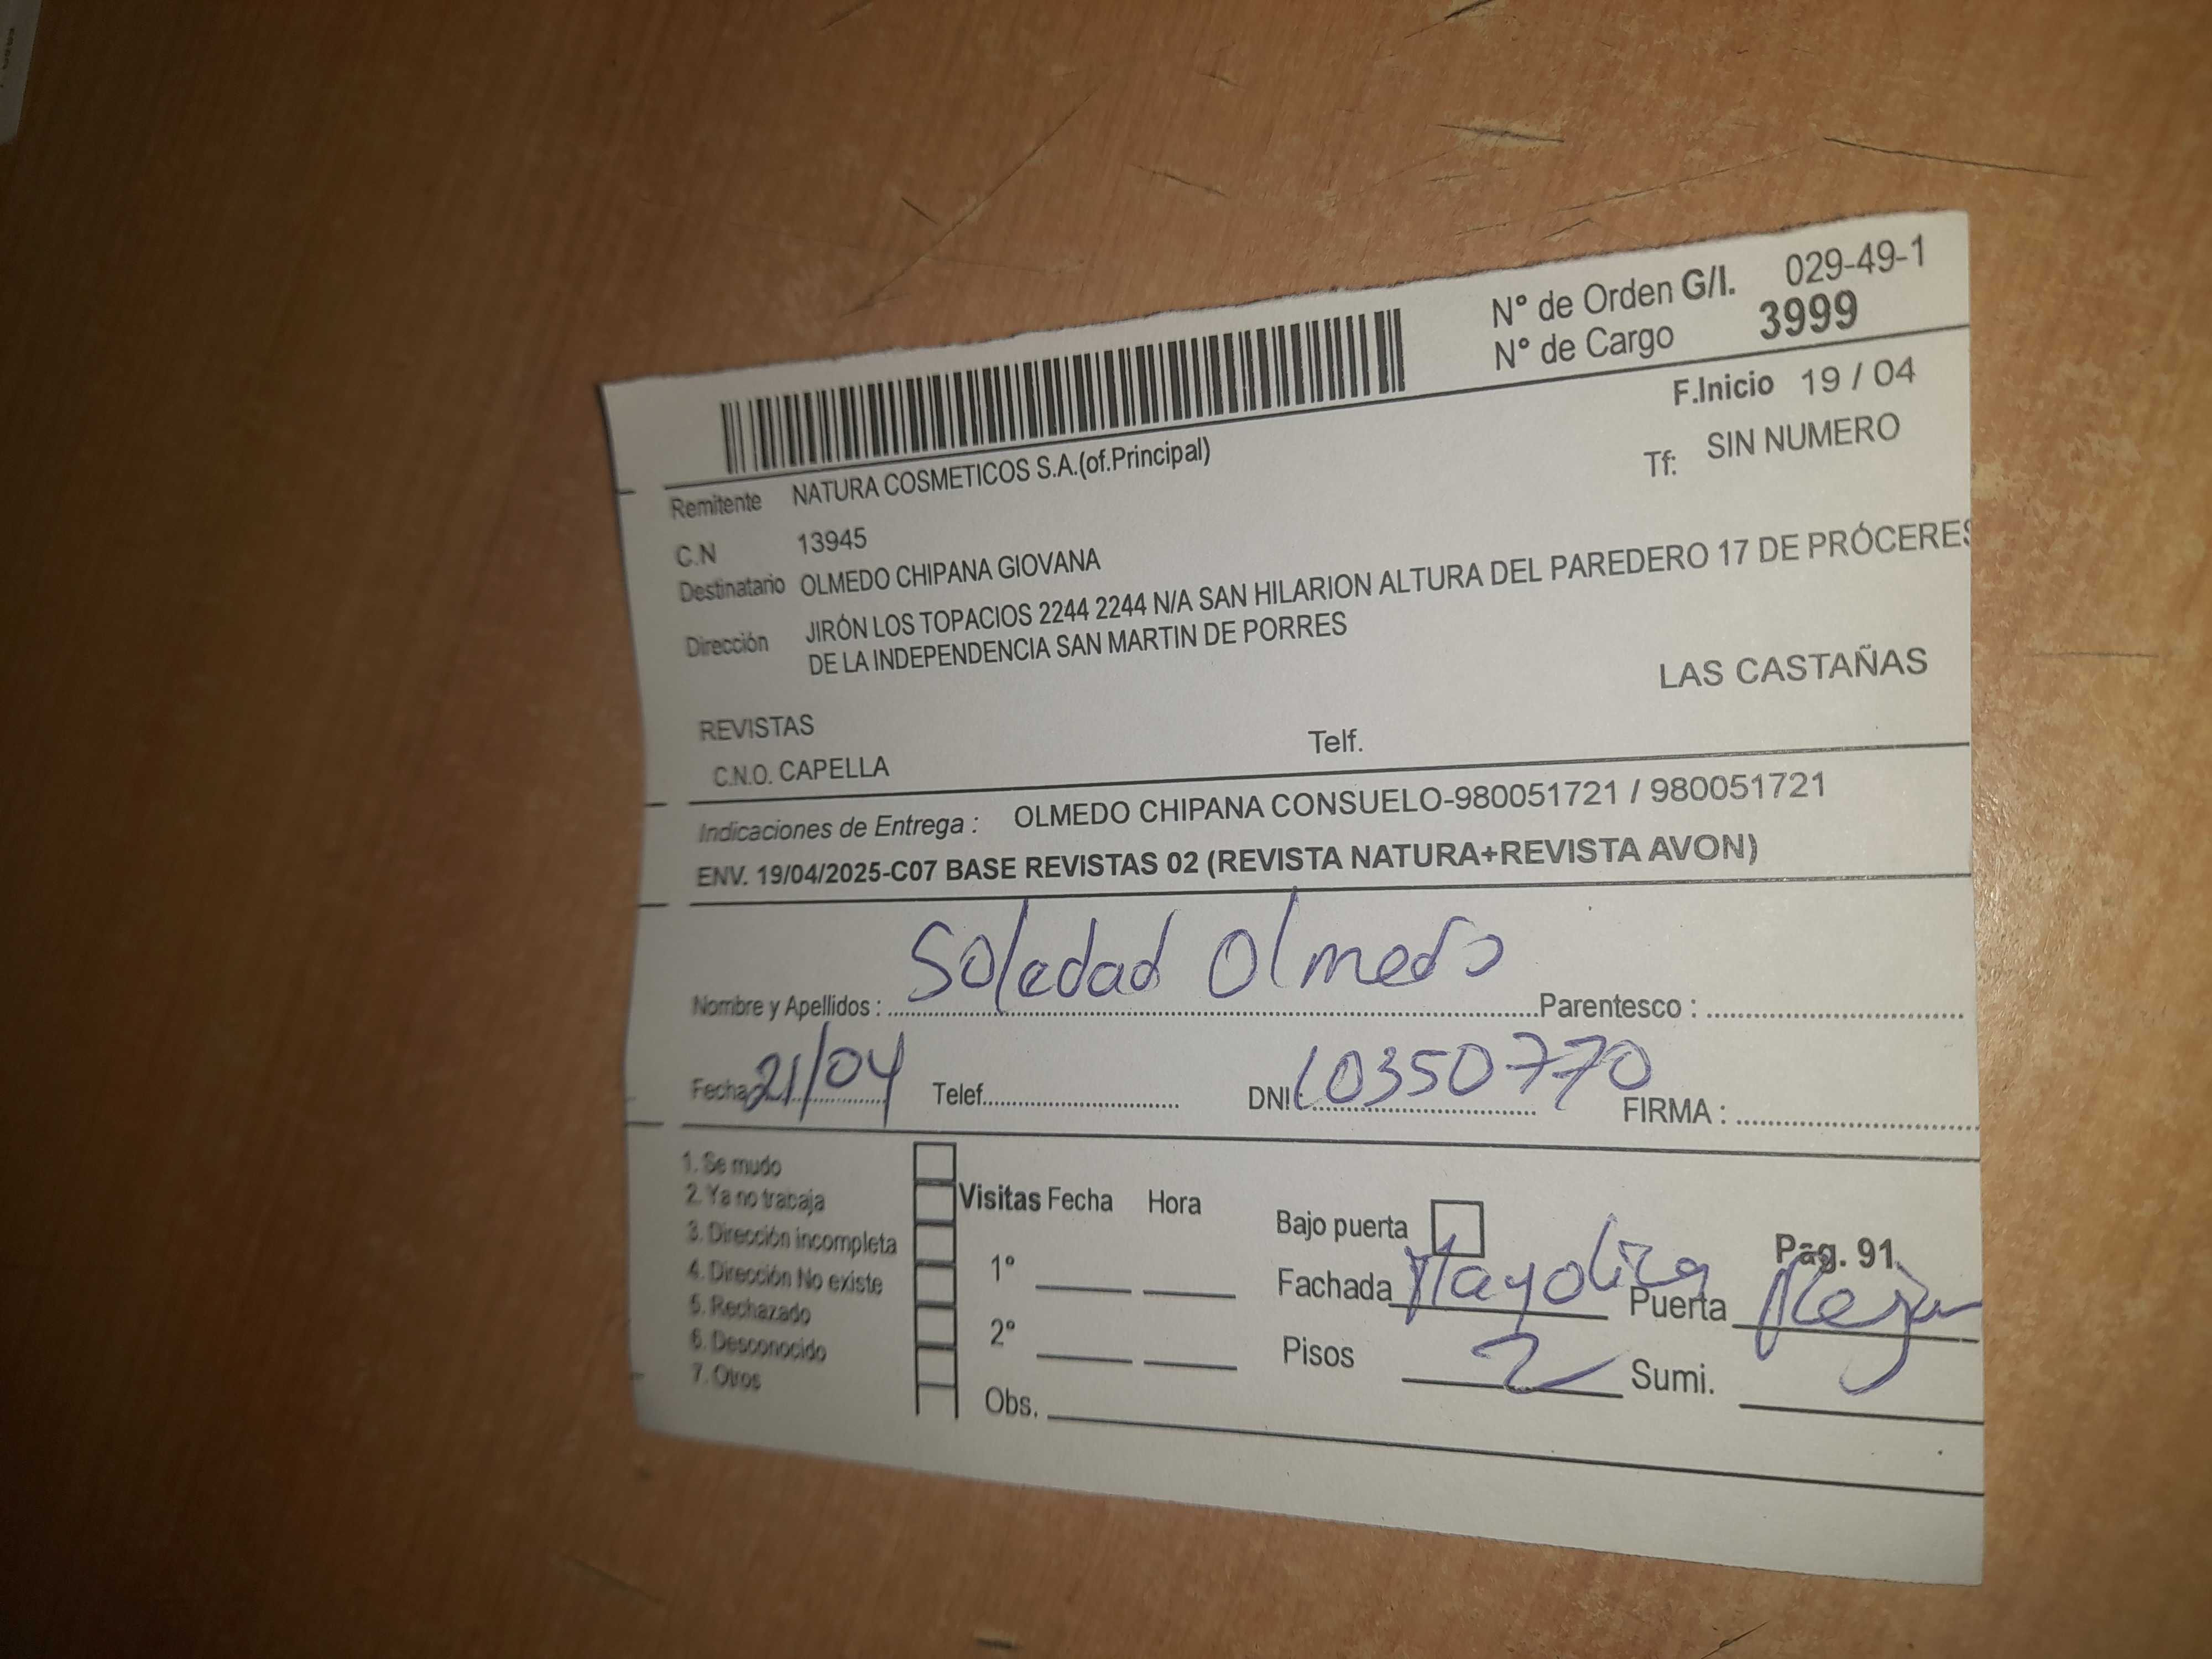 N° de Orden G/I. 029-49-1
N° de Cargo 3999
F.Inicio 19 / 04
Remitente NATURA COSMETICOS S.A.(of.Principal)
Tf: SIN NUMERO
C.N 13945
Destinatario OLMEDO CHIPANA GIOVANA
Dirección JIRÓN LOS TOPACIOS 2244 2244 N/A SAN HILARION ALTURA DEL PAREDERO 17 DE PRÓCERES
DE LA INDEPENDENCIA SAN MARTIN DE PORRES
LAS CASTAÑAS
REVISTAS
C.N.O. CAPELLA Telf.
Indicaciones de Entrega : OLMEDO CHIPANA CONSUELO-980051721 / 980051721
ENV. 19/04/2025-C07 BASE REVISTAS 02 (REVISTA NATURA+REVISTA AVON)
Nombre y Apellidos : Soledad Olmedo Parentesco :
Fecha 21/04 Telef. DNI 10350770 FIRMA :
1. Se mudo
2. Ya no trabaja
3. Dirección incompleta
4. Dirección No existe
5. Rechazado
6. Desconocido
7. Otros
Visitas Fecha Hora
1°
2°
Obs.
Bajo puerta Pag. 91
Fachada Mayolica Puerta
Pisos 2 Sumi.